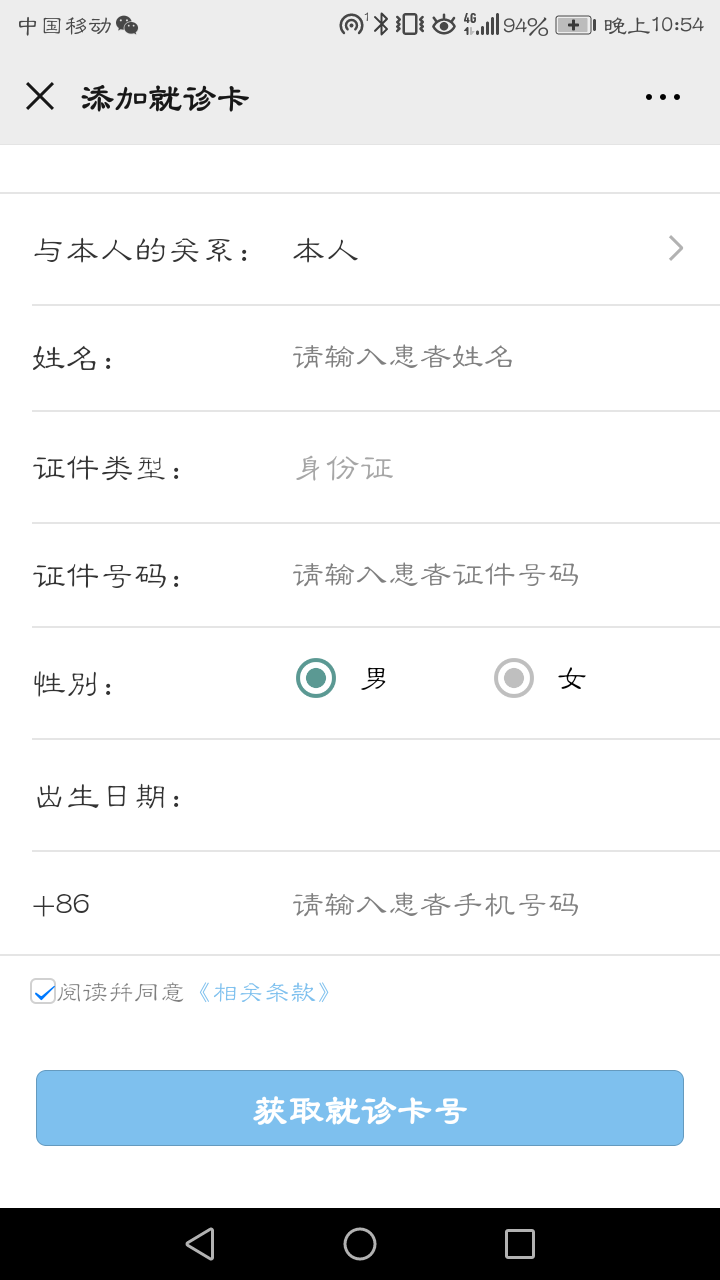 中国移动 1 4G 94% 晚上10:54
添加就诊卡
与本人的关系： 本人
姓名： 请输入患者姓名
证件类型： 身份证
证件号码： 请输入患者证件号码
性别： 男 女
出生日期：
+86 请输入患者手机号码
阅读并同意《相关条款》
获取就诊卡号